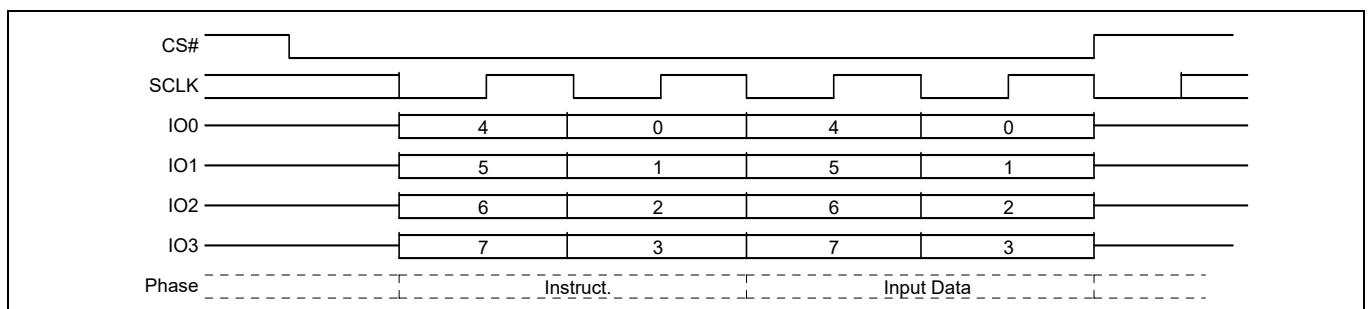 CS#
SCLK
IO0 4 0 4 0
IO1 5 1 5 1
IO2 6 2 6 2
IO3 7 3 7 3
Phase Instruct. Input Data